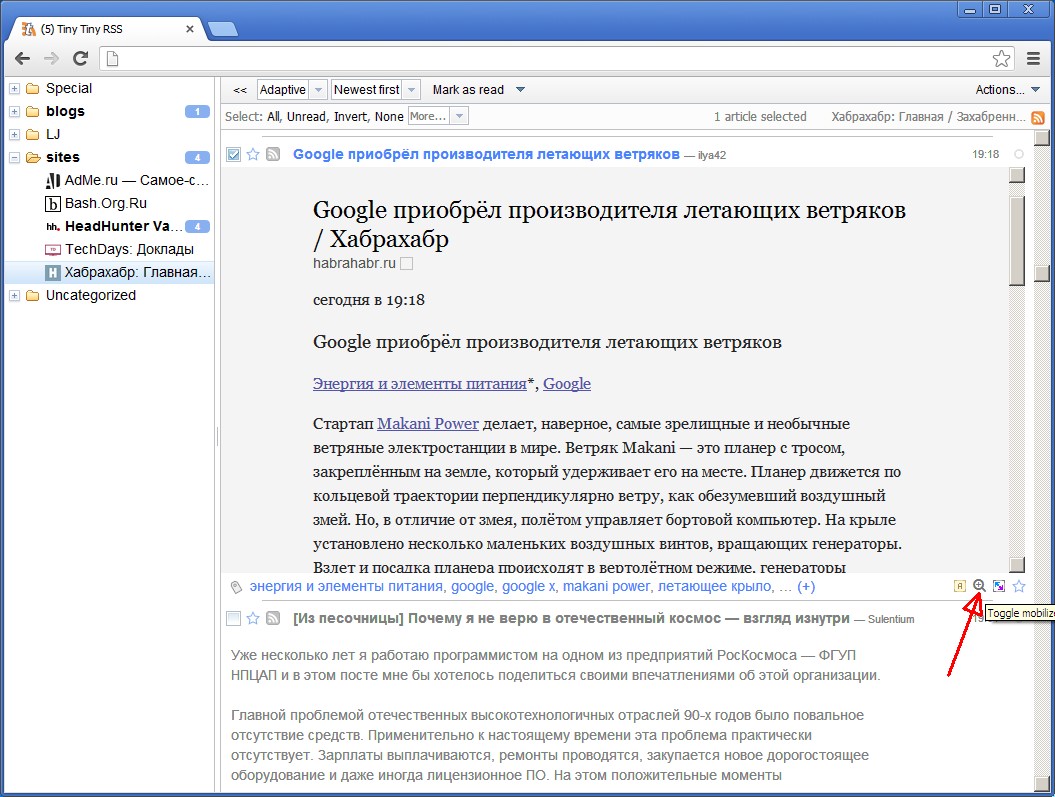 (5) Tiny Tiny RSS
Special
blogs 1
LJ
sites 4
AdMe.ru — Самое-с...
Bash.Org.Ru
hh. HeadHunter Va... 4
TechDays: Доклады
H Хабрахабр: Главная...
Uncategorized
<< Adaptive Newest first Mark as read Actions...
Select: All, Unread, Invert, None More... 1 article selected Хабрахабр: Главная / Захабренн...
Google приобрёл производителя летающих ветряков — ilya42 19:18
Google приобрёл производителя летающих ветряков
/ Хабрахабр
habrahabr.ru
сегодня в 19:18
Google приобрёл производителя летающих ветряков
Энергия и элементы питания*, Google
Стартап Makani Power делает, наверное, самые зрелищные и необычные
ветряные электростанции в мире. Ветряк Makani — это планер с тросом,
закреплённым на земле, который удерживает его на месте. Планер движется по
кольцевой траектории перпендикулярно ветру, как обезумевший воздушный
змей. Но, в отличие от змея, полётом управляет бортовой компьютер. На крыле
установлено несколько маленьких воздушных винтов, вращающих генераторы.
Взлет и посадка планера происходят в вертолётном режиме, генераторы
энергия и элементы питания, google, google x, makani power, летающее крыло, ... (+)
A
Toggle mobilize
[Из песочницы] Почему я не верю в отечественный космос — взгляд изнутри — Sulentium
Уже несколько лет я работаю программистом на одном из предприятий РосКосмоса — ФГУП
НПЦАП и в этом посте мне бы хотелось поделиться своими впечатлениями об этой организации.
Главной проблемой отечественных высокотехнологичных отраслей 90-х годов было повальное
отсутствие средств. Применительно к настоящему времени эта проблема практически
отсутствует. Зарплаты выплачиваются, ремонты проводятся, закупается новое дорогостоящее
оборудование и даже иногда лицензионное ПО. На этом положительные моменты